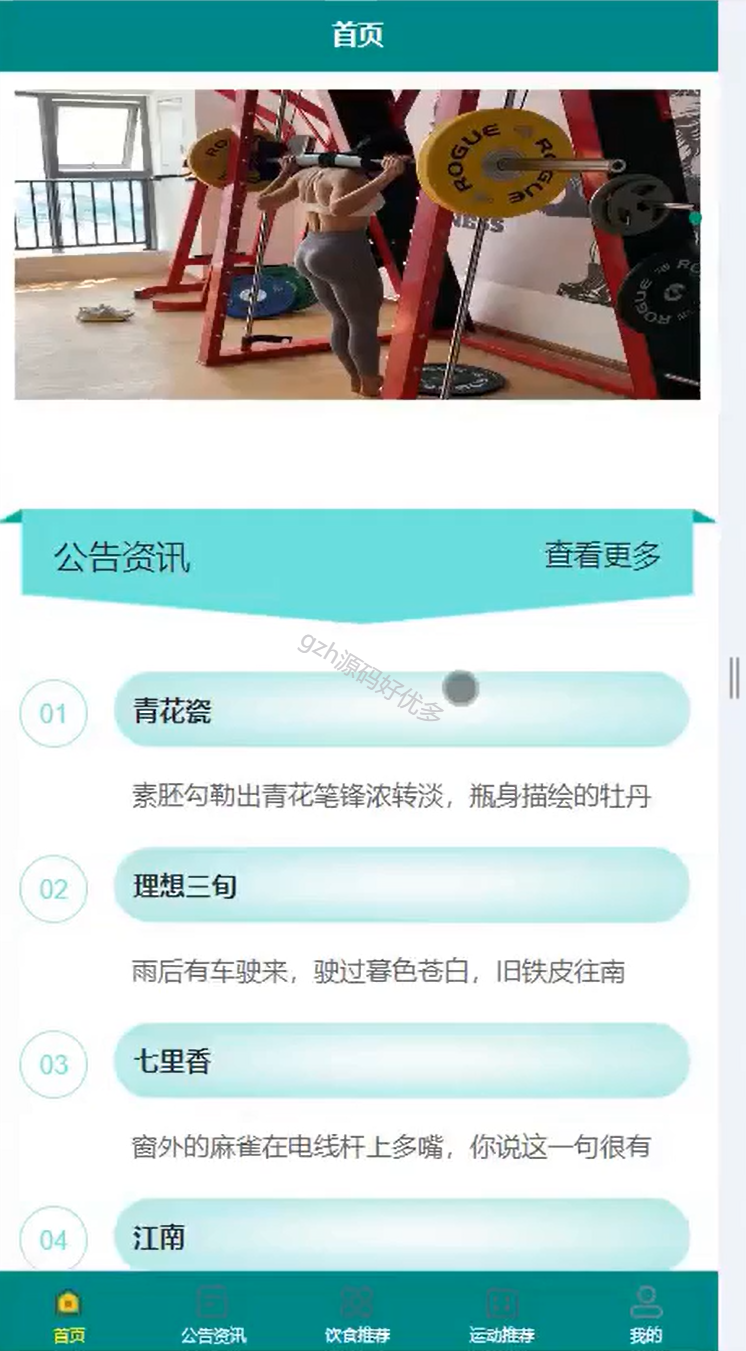 首页
ROGUE
ROGUE
公告资讯
查看更多
gzh源码好优多
01
青花瓷
素胚勾勒出青花笔锋浓转淡，瓶身描绘的牡丹
02
理想三旬
雨后有车驶来，驶过暮色苍白，旧铁皮往南
03
七里香
窗外的麻雀在电线杆上多嘴，你说这一句很有
04
江南
首页
公告资讯
饮食推荐
运动推荐
我的